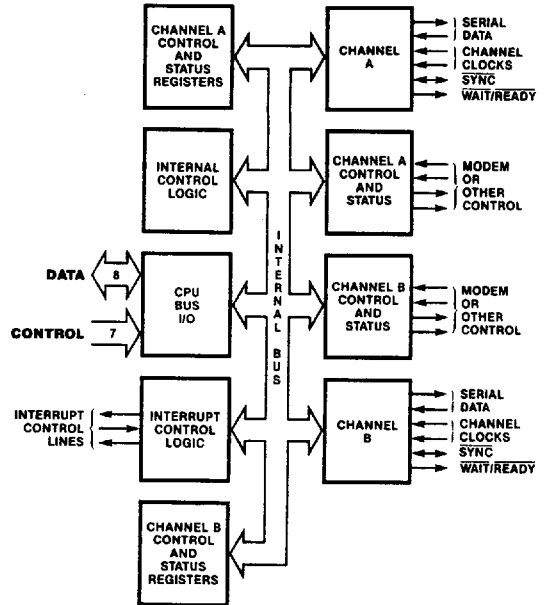 CHANNEL A
CONTROL
AND
STATUS
REGISTERS
CHANNEL
A
SERIAL
DATA
CHANNEL
CLOCKS
SYNC
WAIT/READY
INTERNAL
CONTROL
LOGIC
CHANNEL A
CONTROL
AND
STATUS
MODEM
OR
OTHER
CONTROL
INTERNAL BUS
DATA
8
CONTROL
7
CPU
BUS
I/O
CHANNEL B
CONTROL
AND
STATUS
MODEM
OR
OTHER
CONTROL
INTERRUPT
CONTROL
LINES
INTERRUPT
CONTROL
LOGIC
CHANNEL
B
SERIAL
DATA
CHANNEL
CLOCKS
SYNC
WAIT/READY
CHANNEL B
CONTROL
AND
STATUS
REGISTERS